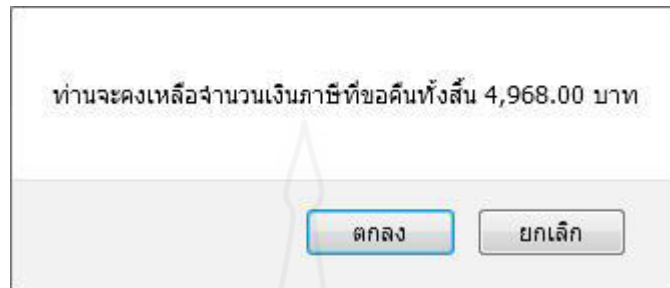 ท่านจะคงเหลือจำนวนเงินภาษีที่ขอคืนทั้งสิ้น 4,968.00 บาท
ตกลง ยกเลิก